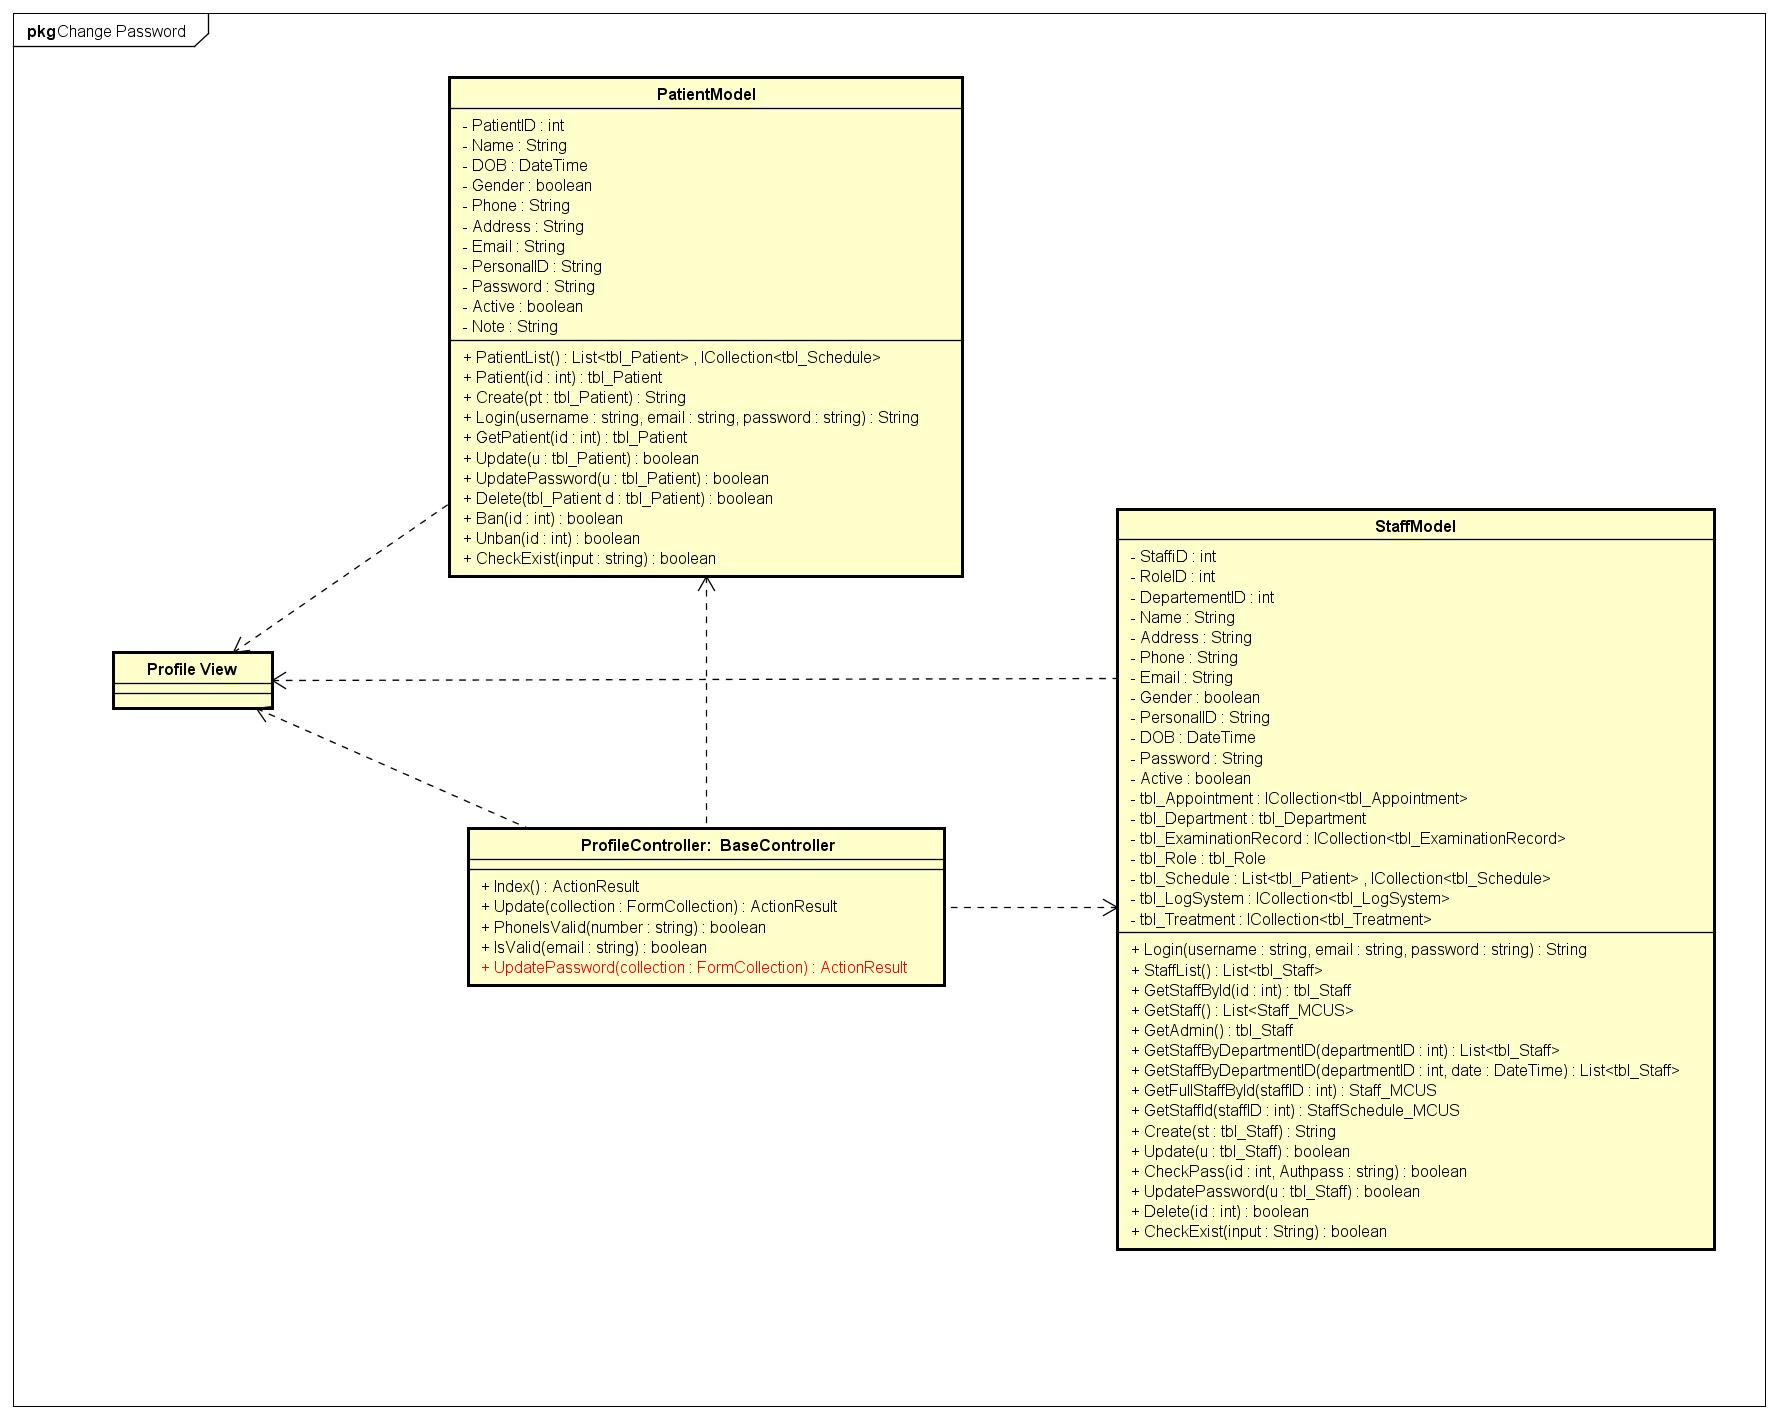 pkg Change Password
PatientModel
- PatientID : int
- Name : String
- DOB : DateTime
- Gender : boolean
- Phone : String
- Address : String
- Email : String
- PersonalID : String
- Password : String
- Active : boolean
- Note : String
+ PatientList() : List<tbl_Patient> , ICollection<tbl_Schedule>
+ Patient(id : int) : tbl_Patient
+ Create(pt : tbl_Patient) : String
+ Login(username : string, email : string, password : string) : String
+ GetPatient(id : int) : tbl_Patient
+ Update(u : tbl_Patient) : boolean
+ UpdatePassword(u : tbl_Patient) : boolean
+ Delete(tbl_Patient d : tbl_Patient) : boolean
+ Ban(id : int) : boolean
+ Unban(id : int) : boolean
+ CheckExist(input : string) : boolean
Profile View
ProfileController: BaseController
+ Index() : ActionResult
+ Update(collection : FormCollection) : ActionResult
+ PhoneIsValid(number : string) : boolean
+ IsValid(email : string) : boolean
+ UpdatePassword(collection : FormCollection) : ActionResult
StaffModel
- StaffiD : int
- RoleID : int
- DepartementID : int
- Name : String
- Address : String
- Phone : String
- Email : String
- Gender : boolean
- PersonalID : String
- DOB : DateTime
- Password : String
- Active : boolean
- tbl_Appointment : ICollection<tbl_Appointment>
- tbl_Department : tbl_Department
- tbl_ExaminationRecord : ICollection<tbl_ExaminationRecord>
- tbl_Role : tbl_Role
- tbl_Schedule : List<tbl_Patient> , ICollection<tbl_Schedule>
- tbl_LogSystem : ICollection<tbl_LogSystem>
- tbl_Treatment : ICollection<tbl_Treatment>
+ Login(username : string, email : string, password : string) : String
+ StaffList() : List<tbl_Staff>
+ GetStaffById(id : int) : tbl_Staff
+ GetStaff() : List<Staff_MCUS>
+ GetAdmin() : tbl_Staff
+ GetStaffByDepartmentID(departmentID : int) : List<tbl_Staff>
+ GetStaffByDepartmentID(departmentID : int, date : DateTime) : List<tbl_Staff>
+ GetFullStaffById(staffID : int) : Staff_MCUS
+ GetStaffId(staffID : int) : StaffSchedule_MCUS
+ Create(st : tbl_Staff) : String
+ Update(u : tbl_Staff) : boolean
+ CheckPass(id : int, Authpass : string) : boolean
+ UpdatePassword(u : tbl_Staff) : boolean
+ Delete(id : int) : boolean
+ CheckExist(input : String) : boolean